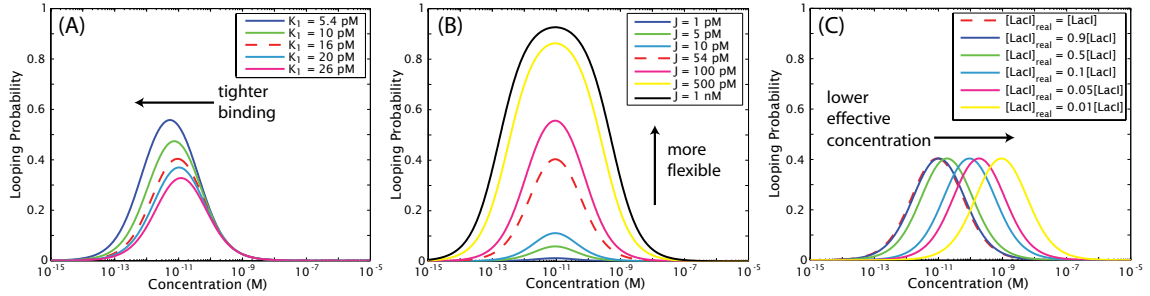 (A)
K1 = 5.4 pM
K1 = 10 pM
K1 = 16 pM
K1 = 20 pM
K1 = 26 pM
tighter
binding
Looping Probability
1
0.8
0.6
0.4
0.2
0
10^-15
10^-13
10^-11
10^-9
10^-7
10^-5
Concentration (M)
(B)
J = 1 pM
J = 5 pM
J = 10 pM
J = 54 pM
J = 100 pM
J = 500 pM
J = 1 nM
more
flexible
Looping Probability
1
0.8
0.6
0.4
0.2
0
10^-15
10^-13
10^-11
10^-9
10^-7
10^-5
Concentration (M)
(C)
[LacI]real = [LacI]
[LacI]real = 0.9[LacI]
[LacI]real = 0.5[LacI]
[LacI]real = 0.1[LacI]
[LacI]real = 0.05[LacI]
[LacI]real = 0.01[LacI]
lower
effective
concentration
Looping Probability
1
0.8
0.6
0.4
0.2
0
10^-15
10^-13
10^-11
10^-9
10^-7
10^-5
Concentration (M)